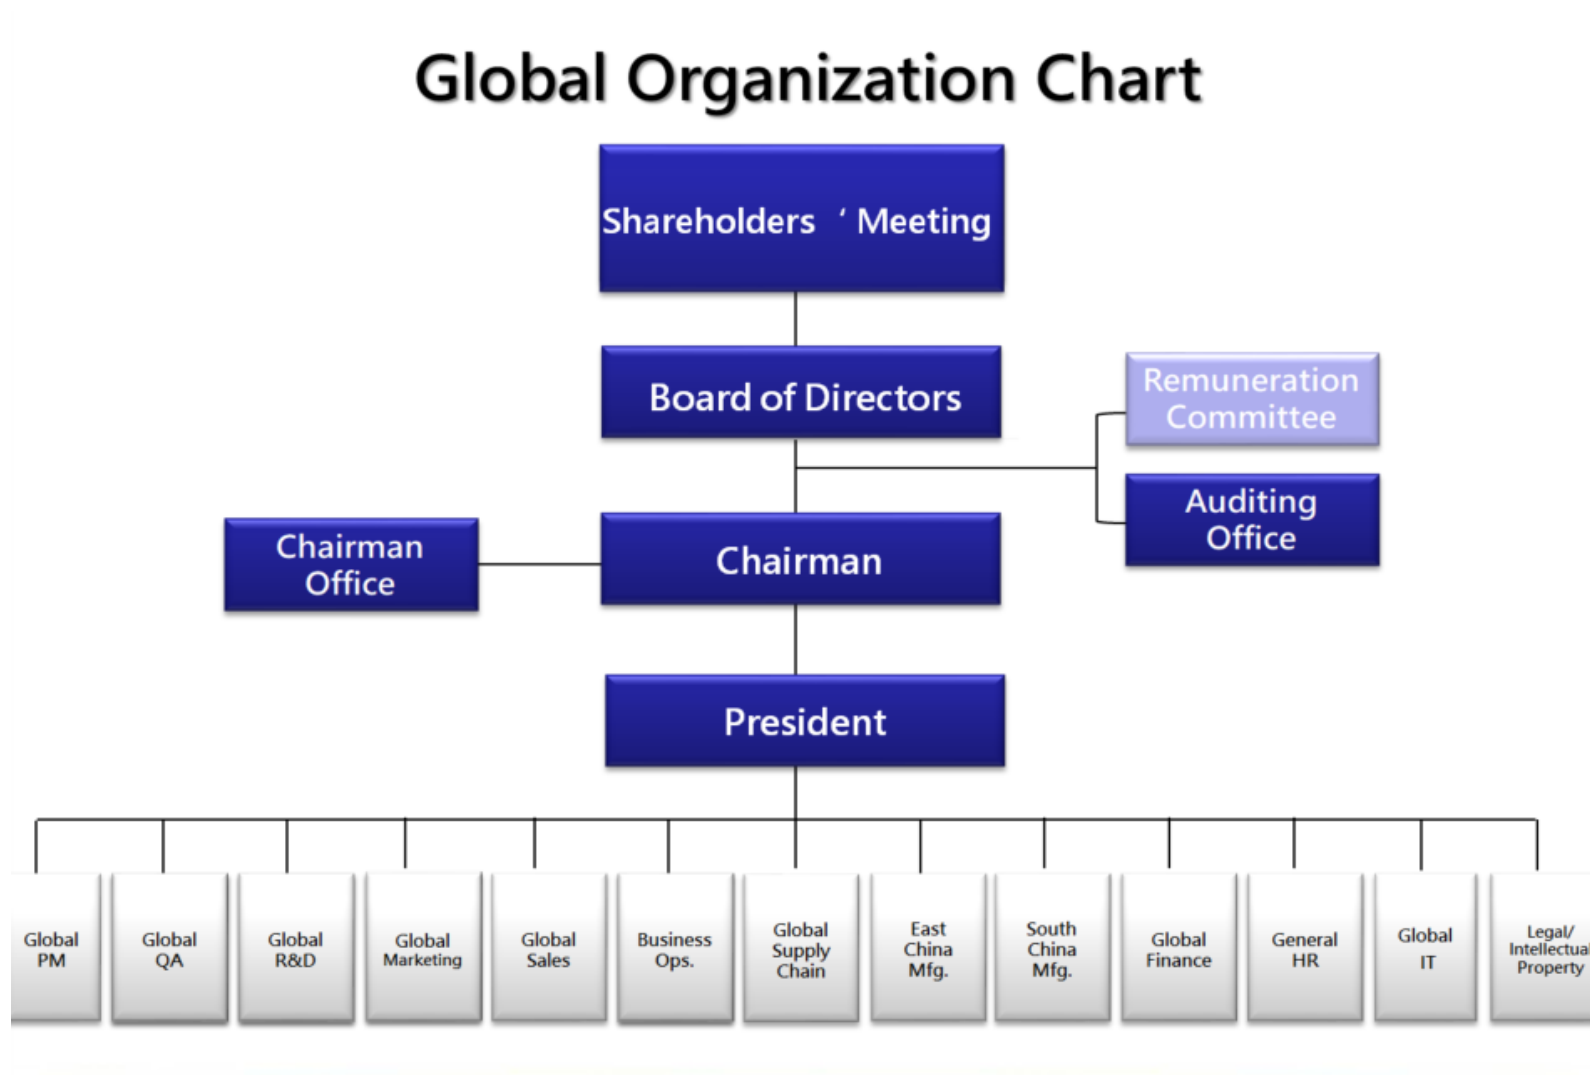 Global Organization Chart
Shareholders ‘ Meeting
Board of Directors
Remuneration
Committee
Auditing
Office
Chairman
Office
Chairman
President
Global
PM
Global
QA
Global
R&D
Global
Marketing
Global
Sales
Business
Ops.
Global
Supply
Chain
East
China
Mfg.
South
China
Mfg.
Global
Finance
General
HR
Global
IT
Legal/
Intellectual
Property